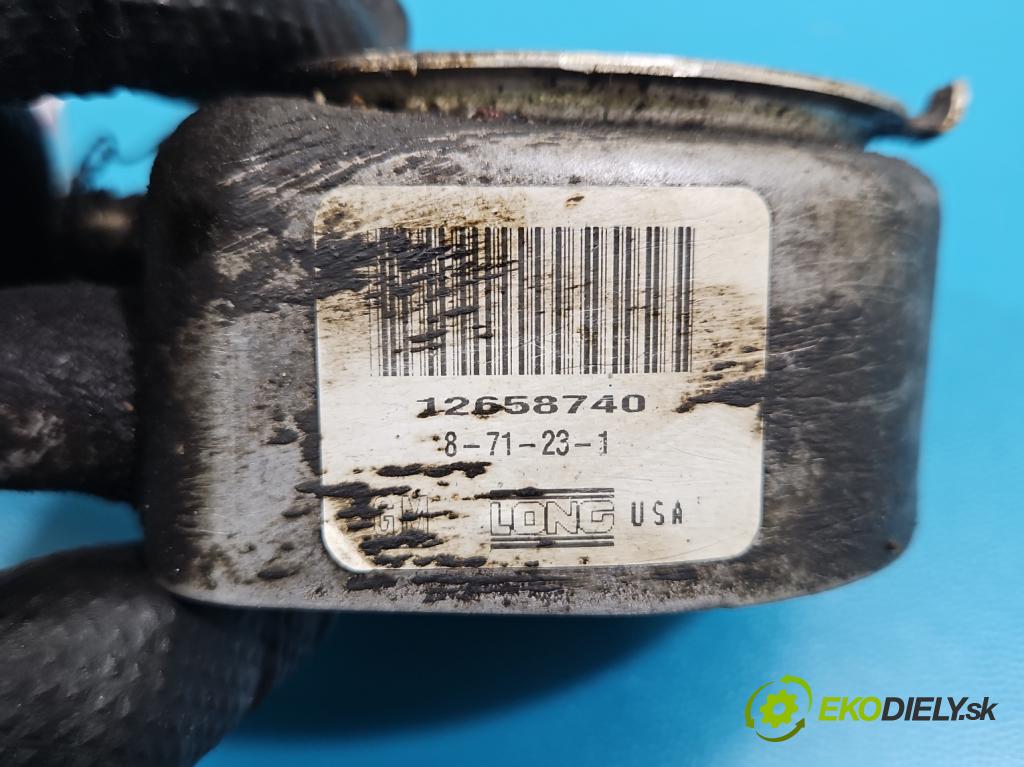 12658740
8-71-23-1
GM LONG USA
EKODIELY.sk